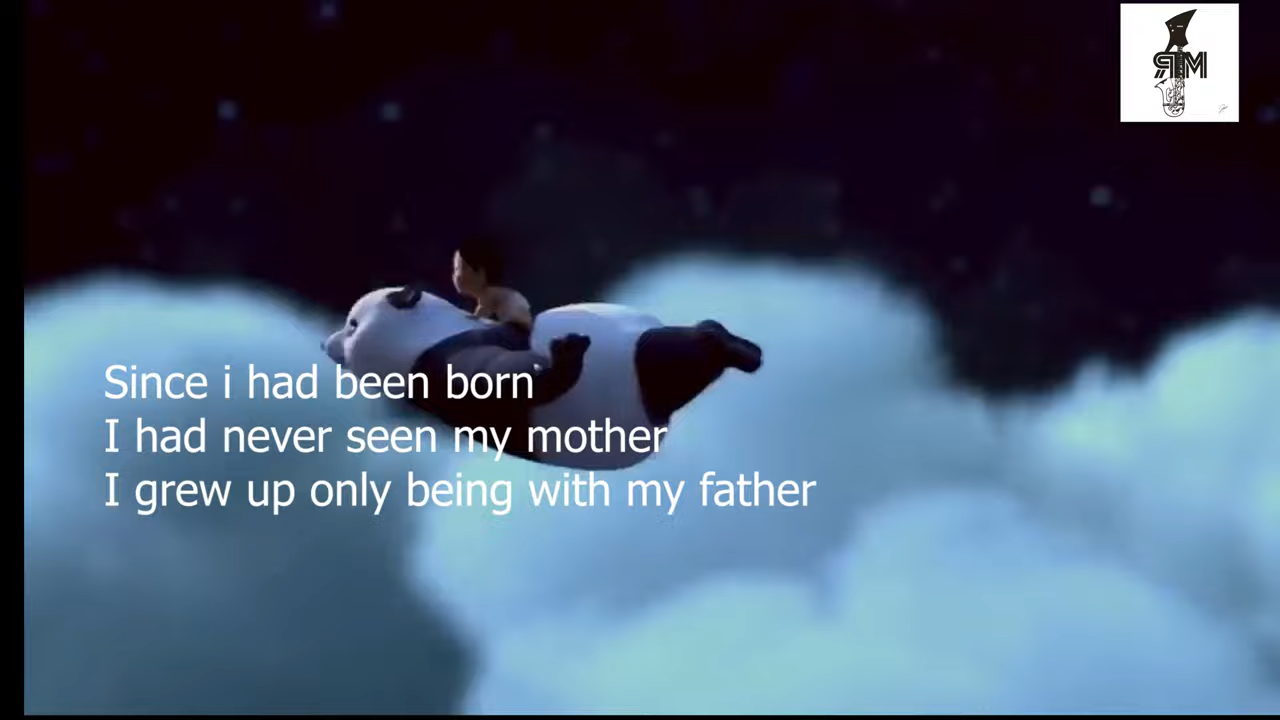 Since i had been born
I had never seen my mother
I grew up only being with my father